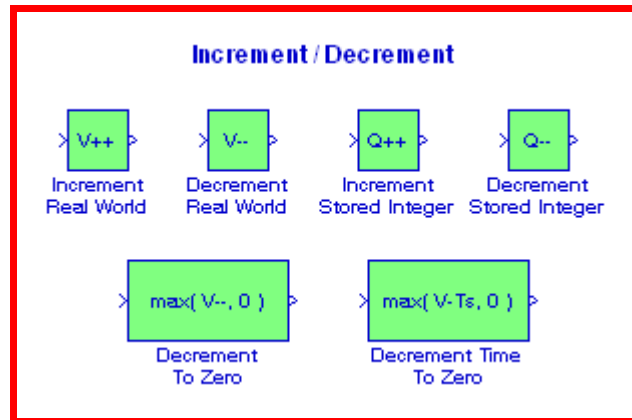 Increment / Decrement
V++ V-- Q++ Q--
Increment Decrement Increment Decrement
Real World Real World Stored Integer Stored Integer
max( V--, 0 ) max( V-Ts, 0 )
Decrement Decrement Time
To Zero To Zero